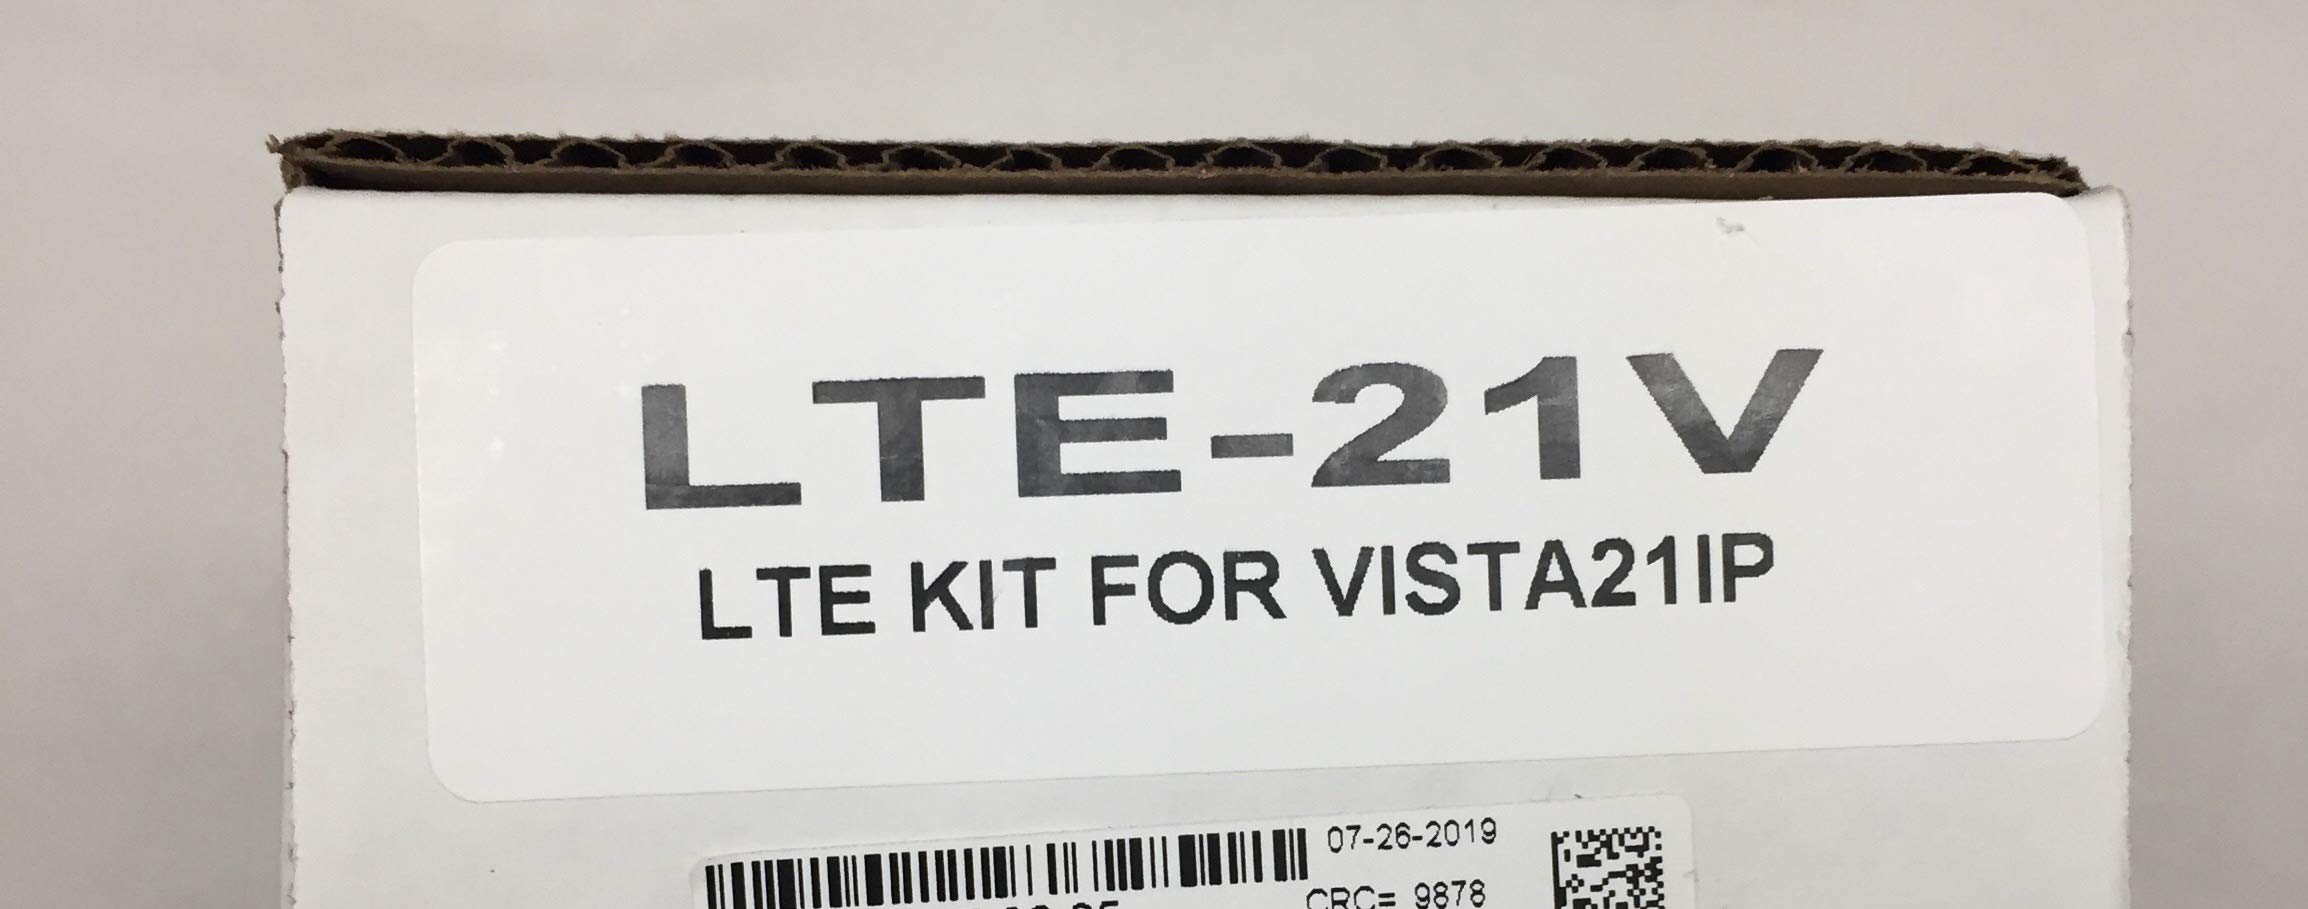 LTE-21V
LTE KIT FOR VISTA21IP
07-26-2019
CRC= 9878